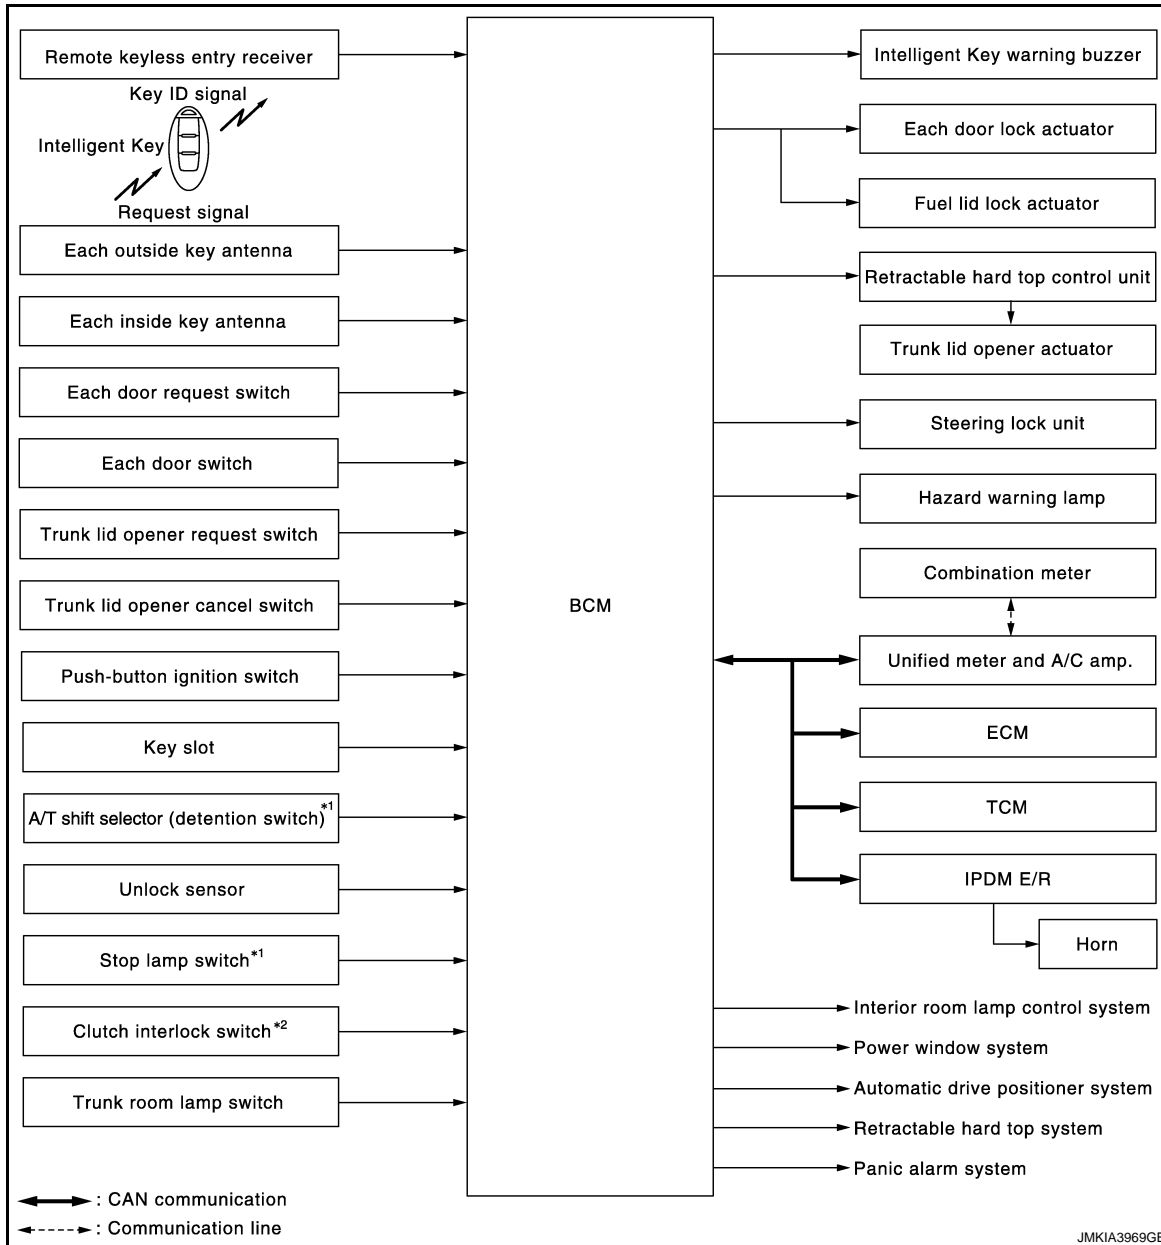 Remote keyless entry receiver
Key ID signal
Intelligent Key
Request signal
Each outside key antenna
Each inside key antenna
Each door request switch
Each door switch
Trunk lid opener request switch
Trunk lid opener cancel switch
Push-button ignition switch
Key slot
A/T shift selector (detention switch)*1
Unlock sensor
Stop lamp switch*1
Clutch interlock switch*2
Trunk room lamp switch
BCM
Intelligent Key warning buzzer
Each door lock actuator
Fuel lid lock actuator
Retractable hard top control unit
Trunk lid opener actuator
Steering lock unit
Hazard warning lamp
Combination meter
Unified meter and A/C amp.
ECM
TCM
IPDM E/R
Horn
Interior room lamp control system
Power window system
Automatic drive positioner system
Retractable hard top system
Panic alarm system
: CAN communication
: Communication line
JMKIA3969GE